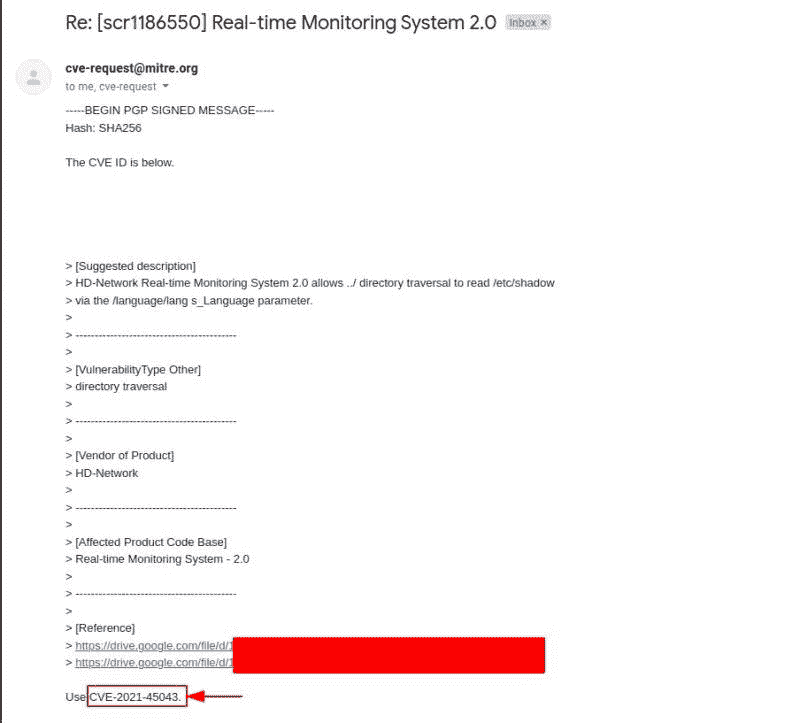 Re: [scr1186550] Real-time Monitoring System 2.0 Inbox ×
cve-request@mitre.org
to me, cve-request
-----BEGIN PGP SIGNED MESSAGE-----
Hash: SHA256
The CVE ID is below.
> [Suggested description]
> HD-Network Real-time Monitoring System 2.0 allows ../ directory traversal to read /etc/shadow
> via the /language/lang s_Language parameter.
>
> ------------------------------------------
>
> [VulnerabilityType Other]
> directory traversal
>
> ------------------------------------------
>
> [Vendor of Product]
> HD-Network
>
> ------------------------------------------
>
> [Affected Product Code Base]
> Real-time Monitoring System - 2.0
>
> ------------------------------------------
>
> [Reference]
> https://drive.google.com/file/d/1
> https://drive.google.com/file/d/1
Use CVE-2021-45043.